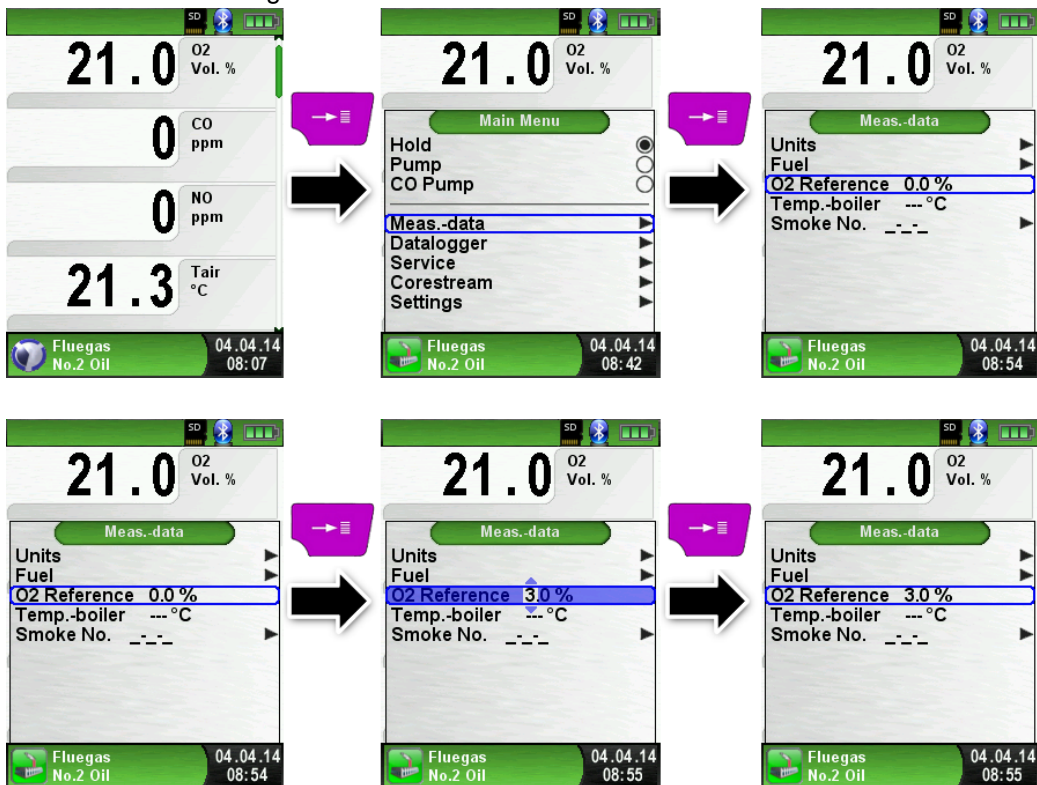 SD
21.0 O2
Vol. %
0 CO
ppm
0 NO
ppm
21.3 Tair
°C
Fluegas 04.04.14
No.2 Oil 08:07
SD
21.0 O2
Vol. %
Main Menu
Hold
Pump
CO Pump
Meas.-data
Datalogger
Service
Corestream
Settings
Fluegas 04.04.14
No.2 Oil 08:42
SD
21.0 O2
Vol. %
Meas.-data
Units
Fuel
O2 Reference 0.0 %
Temp.-boiler --- °C
Smoke No. _-_-_
Fluegas 04.04.14
No.2 Oil 08:54
SD
21.0 O2
Vol. %
Meas.-data
Units
Fuel
O2 Reference 0.0 %
Temp.-boiler --- °C
Smoke No. _-_-_
Fluegas 04.04.14
No.2 Oil 08:54
SD
21.0 O2
Vol. %
Meas.-data
Units
Fuel
O2 Reference 3.0 %
Temp.-boiler --- °C
Smoke No. _-_-_
Fluegas 04.04.14
No.2 Oil 08:55
SD
21.0 O2
Vol. %
Meas.-data
Units
Fuel
O2 Reference 3.0 %
Temp.-boiler --- °C
Smoke No. _-_-_
Fluegas 04.04.14
No.2 Oil 08:55